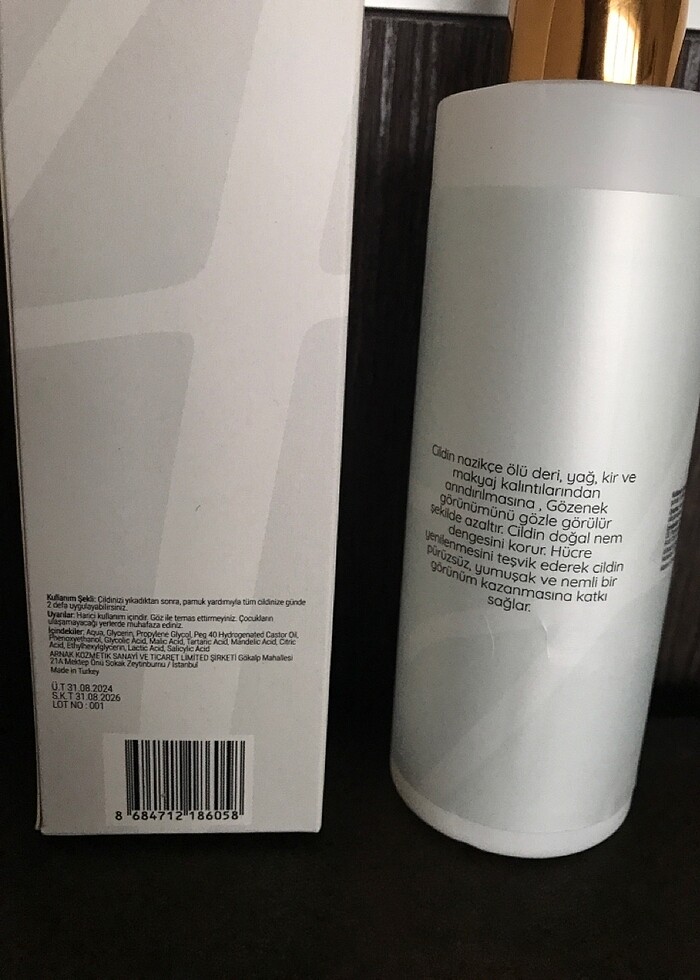 Kullanım Şekli: Cildinizi yıkadıktan sonra, pamuk yardımıyla tüm cildinize günde
2 defa uygulayabilirsiniz.
Uyarılar: Harici kullanım içindir. Göz ile temas ettirmeyiniz. Çocukların
ulaşamayacağı yerlerde muhafaza ediniz.
İçindekiler: Aqua, Glycerin, Propylene Glycol, Peg 40 Hydrogenated Castor Oil,
Phenoxyethanol, Glycolic Acid, Malic Acid, Tartaric Acid, Mandelic Acid, Citric
Acid, Ethylhexylglycerin, Lactic Acid, Salicylic Acid
ARNAK KOZMETİK SANAYİ VE TİCARET LİMİTED ŞİRKETİ Gökalp Mahallesi
21A Mektep Önü Sokak Zeytinburnu / İstanbul
Made in Turkey
Ü.T 31.08.2024
S.K.T 31.08.2026
LOT NO : 001
8 684712 186058
Cildin nazikçe ölü deri, yağ, kir ve
makyaj kalıntılarından
arındırılmasına , Gözenek
görünümünü gözle görülür
şekilde azaltır. Cildin doğal nem
dengesini korur. Hücre
yenilenmesini teşvik ederek cildin
pürüzsüz, yumuşak ve nemli bir
görünüm kazanmasına katkı
sağlar.